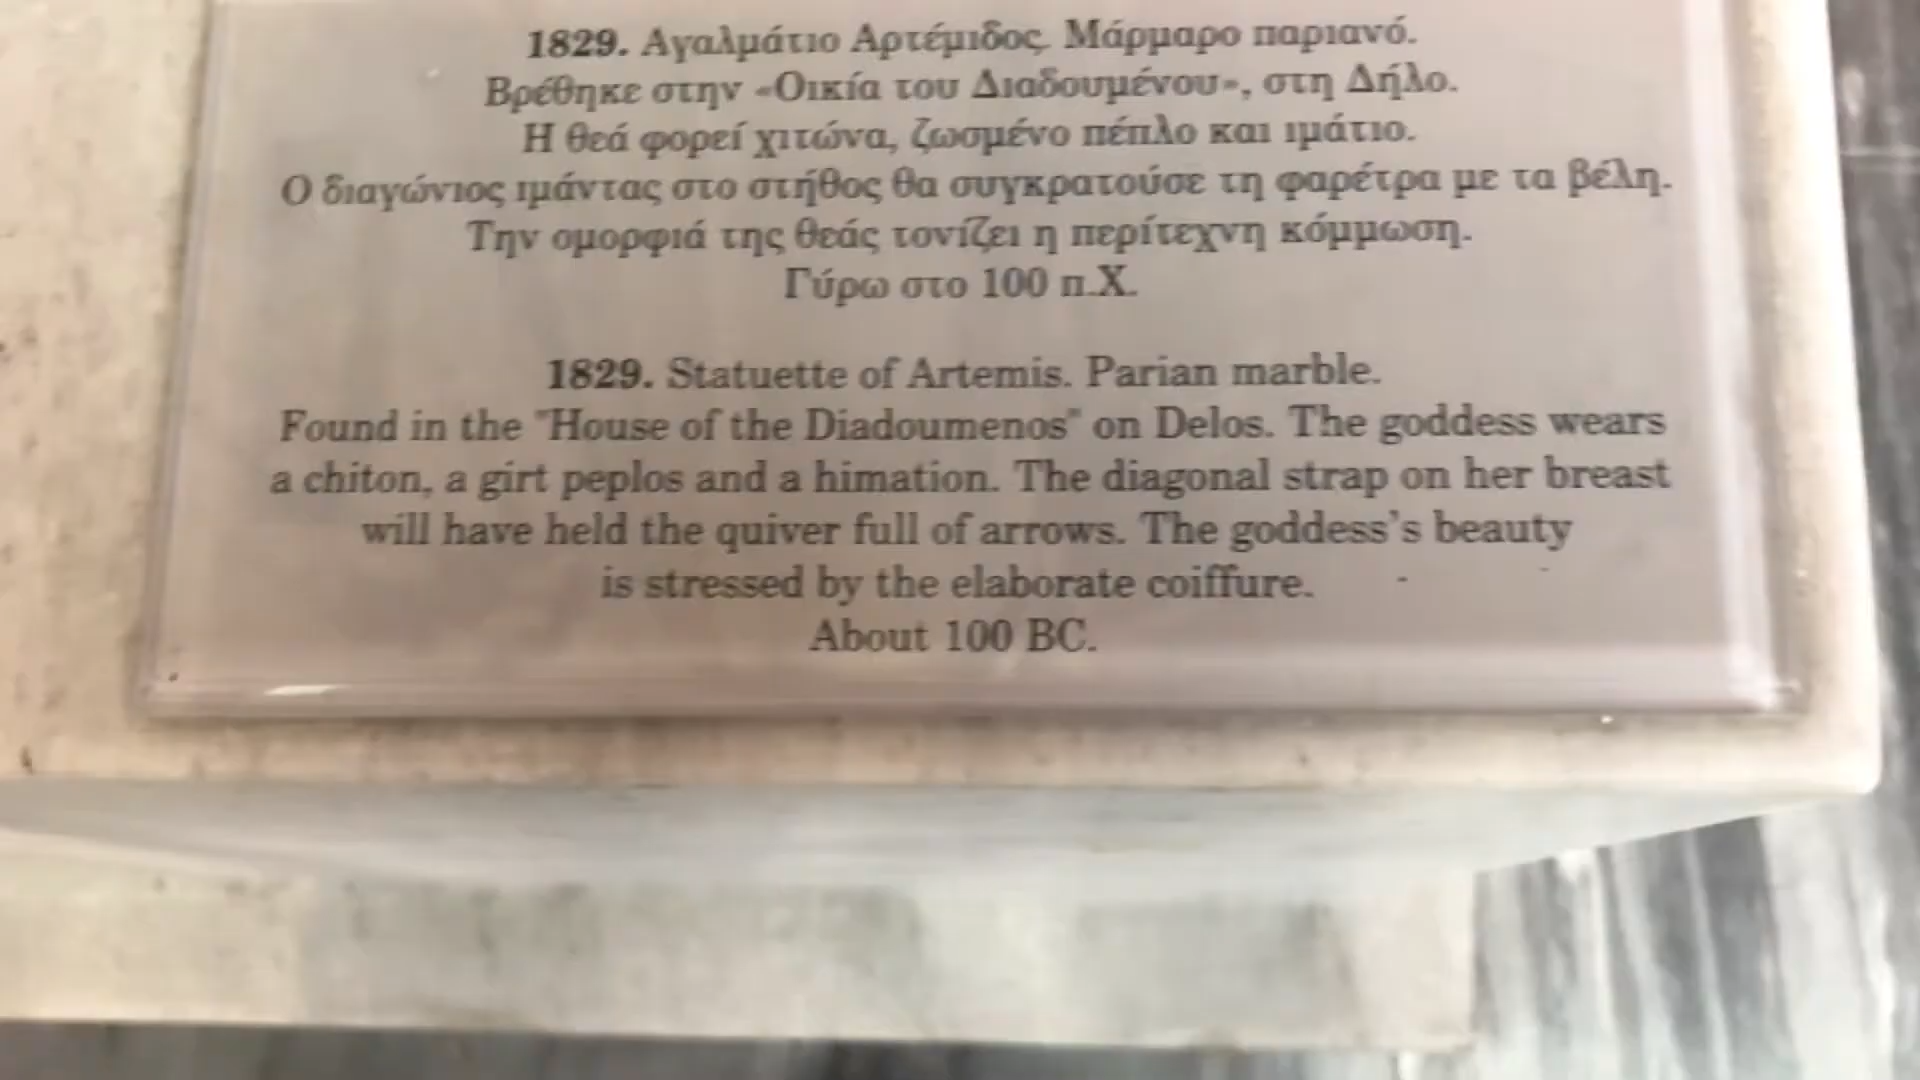 1829. Αγαλμάτιο Αρτέμιδος. Μάρμαρο παριανό.
Βρέθηκε στην «Οικία του Διαδουμένου», στη Δήλο.
Η θεά φορεί χιτώνα, ζωσμένο πέπλο και ιμάτιο.
Ο διαγώνιος ιμάντας στο στήθος θα συγκρατούσε τη φαρέτρα με τα βέλη.
Την ομορφιά της θεάς τονίζει η περίτεχνη κόμμωση.
Γύρω στο 100 π.Χ.
1829. Statuette of Artemis. Parian marble.
Found in the "House of the Diadoumenos" on Delos. The goddess wears
a chiton, a girt peplos and a himation. The diagonal strap on her breast
will have held the quiver full of arrows. The goddess's beauty
is stressed by the elaborate coiffure.
About 100 BC.